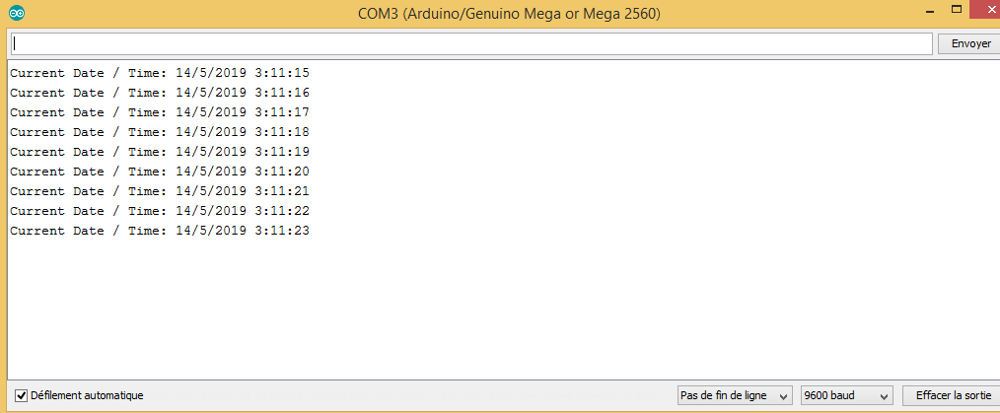 COM3 (Arduino/Genuino Mega or Mega 2560)
Envoyer
Current Date / Time: 14/5/2019 3:11:15
Current Date / Time: 14/5/2019 3:11:16
Current Date / Time: 14/5/2019 3:11:17
Current Date / Time: 14/5/2019 3:11:18
Current Date / Time: 14/5/2019 3:11:19
Current Date / Time: 14/5/2019 3:11:20
Current Date / Time: 14/5/2019 3:11:21
Current Date / Time: 14/5/2019 3:11:22
Current Date / Time: 14/5/2019 3:11:23
Défilement automatique Pas de fin de ligne 9600 baud Effacer la sortie